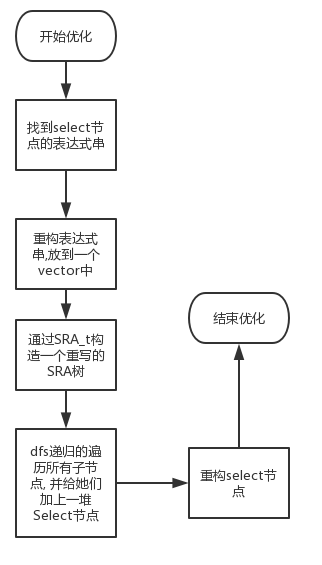 开始优化
找到select节
点的表达式串
重构表达式
串,放到一个
vector中
通过SRA_t构
造一个重写的
SRA树
dfs递归的遍
历所有子节
点, 并给她们
加上一堆
Select节点
重构select节
点
结束优化